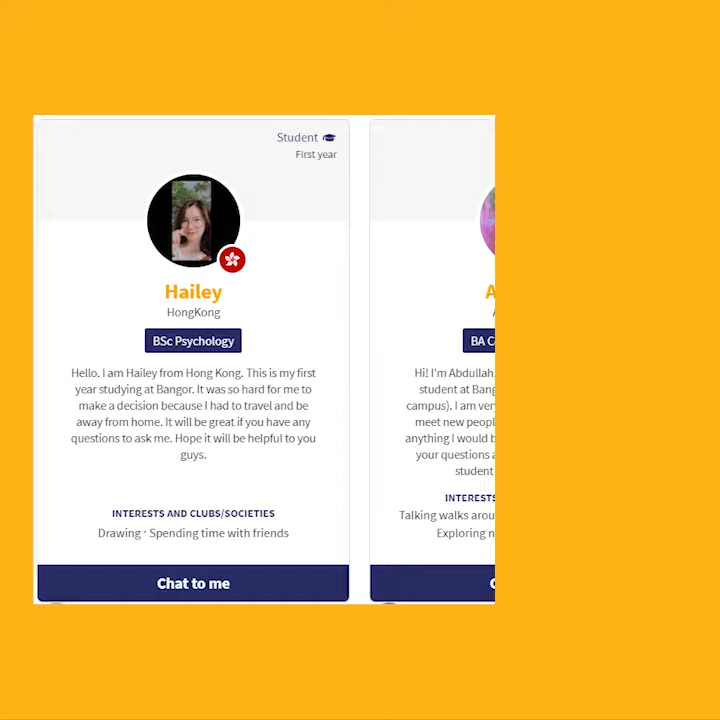 Student
First year
Hailey
HongKong
BSc Psychology
Hello. I am Hailey from Hong Kong. This is my first
year studying at Bangor. It was so hard for me to
make a decision because I had to travel and be
away from home. It will be great if you have any
questions to ask me. Hope it will be helpful to you
guys.
INTERESTS AND CLUBS/SOCIETIES
Drawing · Spending time with friends
Chat to me
A
BA C
Hi! I'm Abdullah,
student at Bang
campus). I am ver
meet new peopl
anything I would b
your questions a
student
INTERESTS
Talking walks arou
Exploring n